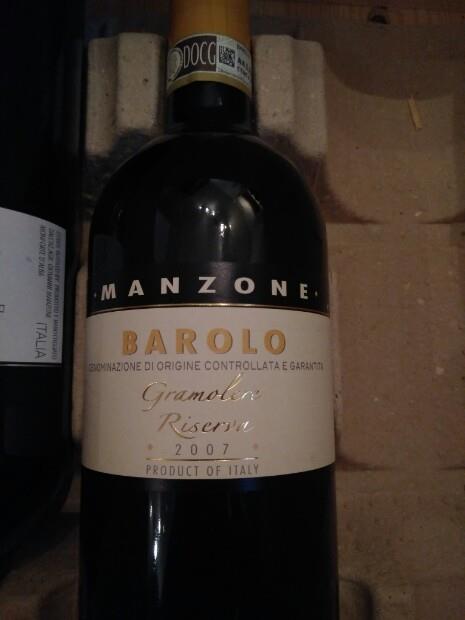 DOCG
MANZONE
BAROLO
DENOMINAZIONE DI ORIGINE CONTROLLATA E GARANTITA
Gramolere
Riserva
2007
PRODUCT OF ITALY
ITALIA